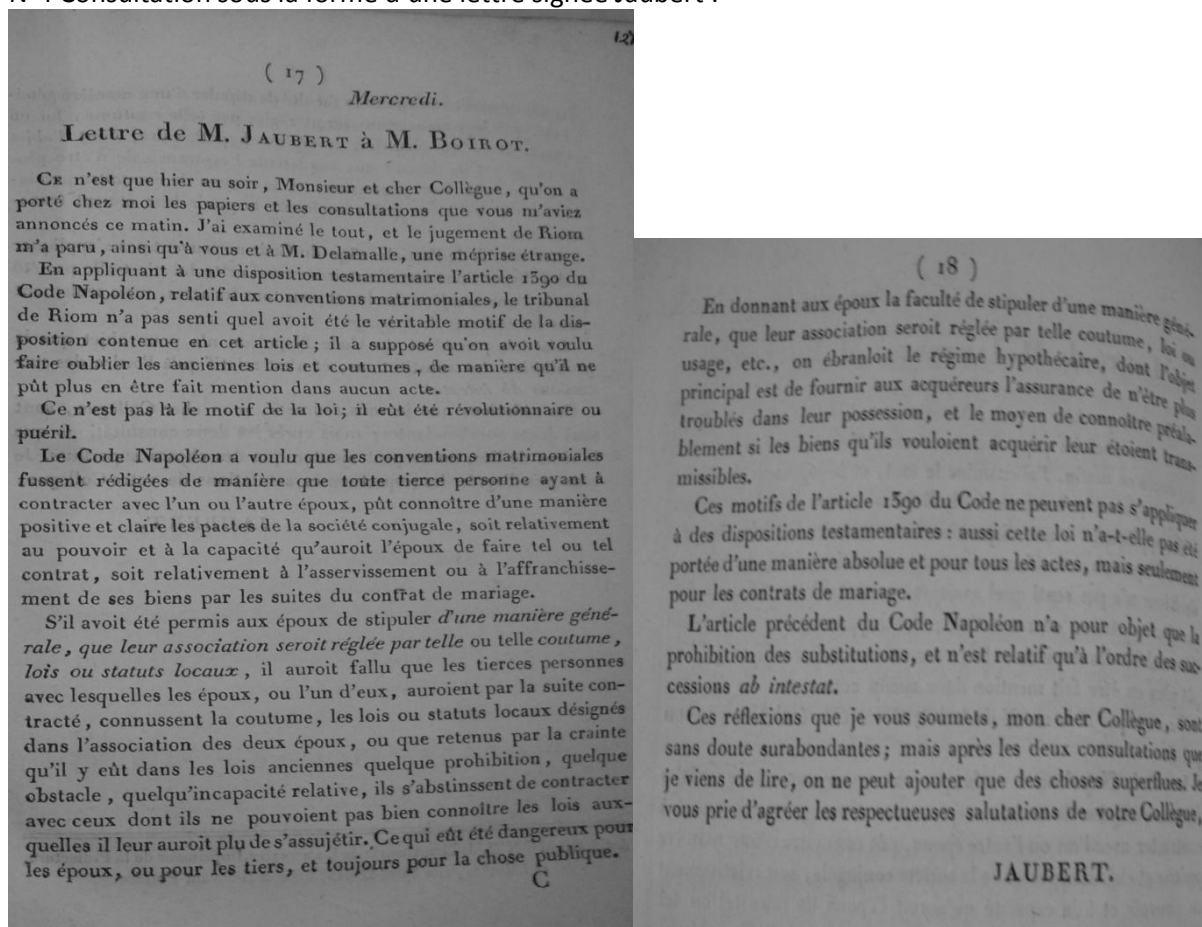 N°4 Consultation sous la forme d'une lettre signée Jaubert :
127
( 17 )
Mercredi.
Lettre de M. JAUBERT à M. BOIROT.
CE n'est que hier au soir, Monsieur et cher Collègue, qu'on a
porté chez moi les papiers et les consultations que vous m'aviez
annoncés ce matin. J'ai examiné le tout, et le jugement de Riom
m'a paru, ainsi qu'à vous et à M. Delamalle, une méprise étrange.
En appliquant à une disposition testamentaire l'article 1390 du
Code Napoléon, relatif aux conventions matrimoniales, le tribunal
de Riom n'a pas senti quel avoit été le véritable motif de la dis-
position contenue en cet article ; il a supposé qu'on avoit voulu
faire oublier les anciennes lois et coutumes, de manière qu'il ne
pût plus en être fait mention dans aucun acte.
Ce n'est pas là le motif de la loi; il eût été révolutionnaire ou
puéril.
Le Code Napoléon a voulu que les conventions matrimoniales
fussent rédigées de manière que toute tierce personne ayant à
contracter avec l'un ou l'autre époux, pût connoître d'une manière
positive et claire les pactes de la société conjugale, soit relativement
au pouvoir et à la capacité qu'auroit l'époux de faire tel ou tel
contrat, soit relativement à l'asservissement ou à l'affranchisse-
ment de ses biens par les suites du contrat de mariage.
S'il avoit été permis aux époux de stipuler d'une manière géné-
rale, que leur association seroit réglée par telle ou telle coutume,
lois ou statuts locaux, il auroit fallu que les tierces personnes
avec lesquelles les époux, ou l'un d'eux, auroient par la suite con-
tracté, connussent la coutume, les lois ou statuts locaux désignés
dans l'association des deux époux, ou que retenus par la crainte
qu'il y eût dans les lois anciennes quelque prohibition, quelque
obstacle, quelqu'incapacité relative, ils s'abstinssent de contracter
avec ceux dont ils ne pouvoient pas bien connoître les lois aux-
quelles il leur auroit plu de s'assujétir. Ce qui eût été dangereux pour
les époux, ou pour les tiers, et toujours pour la chose publique.
C
( 18 )
En donnant aux époux la faculté de stipuler d'une manière géné-
rale, que leur association seroit réglée par telle coutume, loi ou
usage, etc., on ébranloit le régime hypothécaire, dont l'objet
principal est de fournir aux acquéreurs l'assurance de n'être plus
troublés dans leur possession, et le moyen de connoître préala-
blement si les biens qu'ils vouloient acquérir leur étoient trans-
missibles.
Ces motifs de l'article 1390 du Code ne peuvent pas s'appliquer
à des dispositions testamentaires : aussi cette loi n'a-t-elle pas été
portée d'une manière absolue et pour tous les actes, mais seulement
pour les contrats de mariage.
L'article précédent du Code Napoléon n'a pour objet que la
prohibition des substitutions, et n'est relatif qu'à l'ordre des suc-
cessions ab intestat.
Ces réflexions que je vous soumets, mon cher Collègue, sont
sans doute surabondantes; mais après les deux consultations que
je viens de lire, on ne peut ajouter que des choses superflues. Je
vous prie d'agréer les respectueuses salutations de votre Collègue,
JAUBERT.